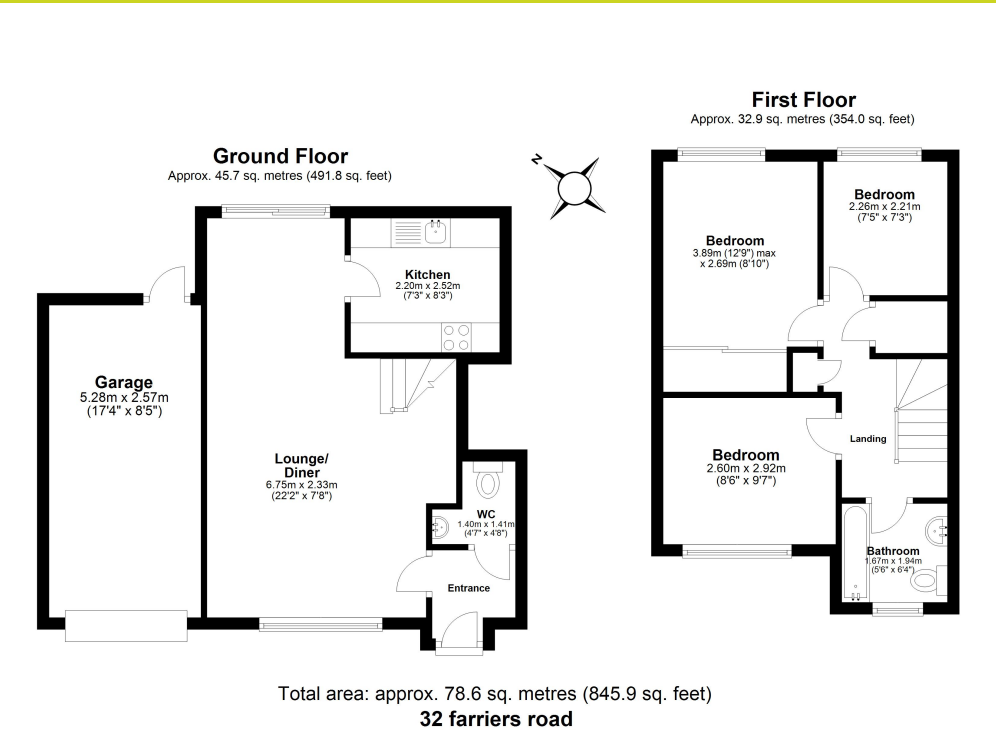 First Floor
Approx. 32.9 sq. metres (354.0 sq. feet)
Ground Floor
Approx. 45.7 sq. metres (491.8 sq. feet)
N
Bedroom
2.26m x 2.21m
(7'5" x 7'3")
Bedroom
3.89m (12'9") max
x 2.69m (8'10")
Kitchen
2.20m x 2.52m
(7'3" x 8'3")
Garage
5.28m x 2.57m
(17'4" x 8'5")
Lounge/
Diner
6.75m x 2.33m
(22'2" x 7'8")
Landing
Bedroom
2.60m x 2.92m
(8'6" x 9'7")
WC
1.40m x 1.41m
(4'7" x 4'8")
Bathroom
1.67m x 1.94m
(5'6" x 6'4")
Entrance
Total area: approx. 78.6 sq. metres (845.9 sq. feet)
32 farriers road